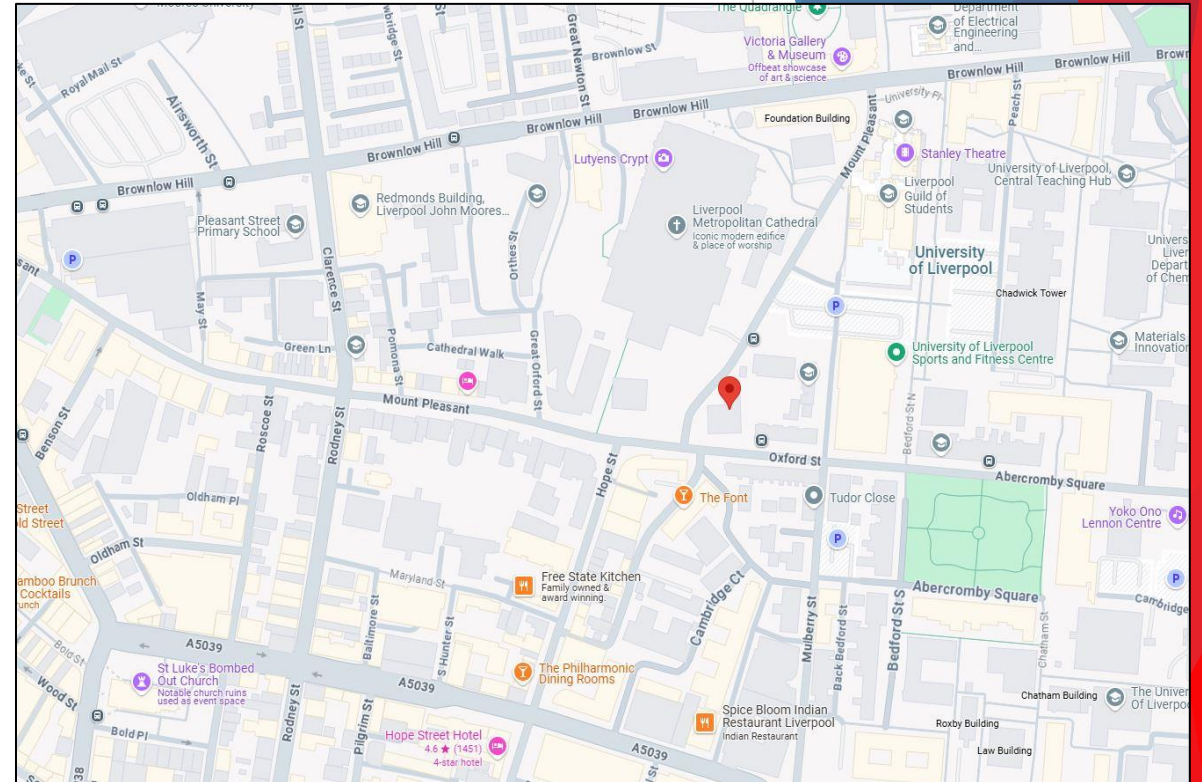 Moores University
The Quadrangle
Department
of Electrical
Engineering
and...
Victoria Gallery
& Museum
Offbeat showcase
of art & science
Brownlow St
Great Newton St
Royal Mail St
Ainsworth St
Brownlow Hill
Brownlow Hill
Brownlow Hill
Brownlow Hill
Brownlow Hill
Brownlow Hill
Foundation Building
University Pl
Mount Pleasant
Peach St
Stanley Theatre
Lutyens Crypt
University of Liverpool,
Central Teaching Hub
Redmonds Building,
Liverpool John Moores...
Liverpool
Guild of
Students
Pleasant Street
Primary School
Liverpool
Metropolitan Cathedral
Iconic modern edifice
& place of worship
University
of Liverpool
Orthes St
Clarence St
P
P
Chadwick Tower
May St
Pomona St
Great Orford St
Green Ln
Cathedral Walk
University of Liverpool
Sports and Fitness Centre
Materials
Innovation
Mount Pleasant
Benson St
Roscoe St
Rodney St
Bedford St N
Hope St
Oxford St
Abercromby Square
Oldham Pl
The Font
Tudor Close
Yoko Ono
Lennon Centre
Street
Oldham St
P
P
Maryland St
Free State Kitchen
Family owned &
award winning.
Cambridge Ct
Abercromby Square
Cambridge
Cocktails
Baltimore St
S Hunter St
Mulberry St
Back Bedford St
Bedford St S
Chatham St
A5039
Bold St
Wood St
St Luke's Bombed
Out Church
Notable church ruins
used as event space
The Philharmonic
Dining Rooms
A5039
Rodney St
Pilgrim St
Chatham Building
Spice Bloom Indian
Restaurant Liverpool
Indian Restaurant
Roxby Building
Bold Pl
Hope Street Hotel
4.6 ★ (1451)
4-star hotel
Law Building
A5039